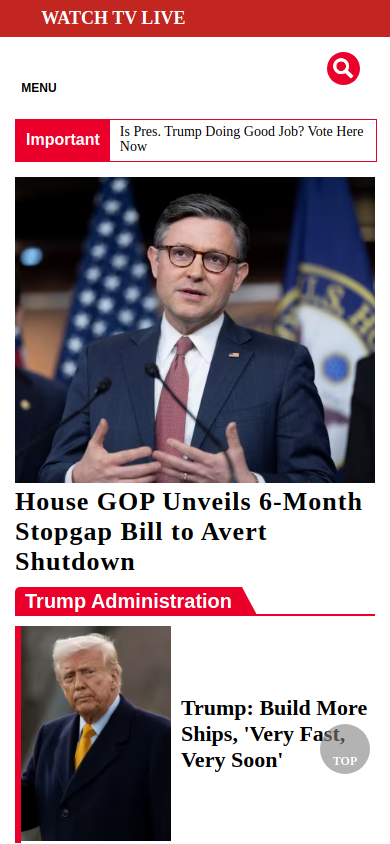 WATCH TV LIVE
MENU
Important
Is Pres. Trump Doing Good Job? Vote Here
Now
House GOP Unveils 6-Month
Stopgap Bill to Avert
Shutdown
Trump Administration
Trump: Build More
Ships, 'Very Fast,
Very Soon'
TOP